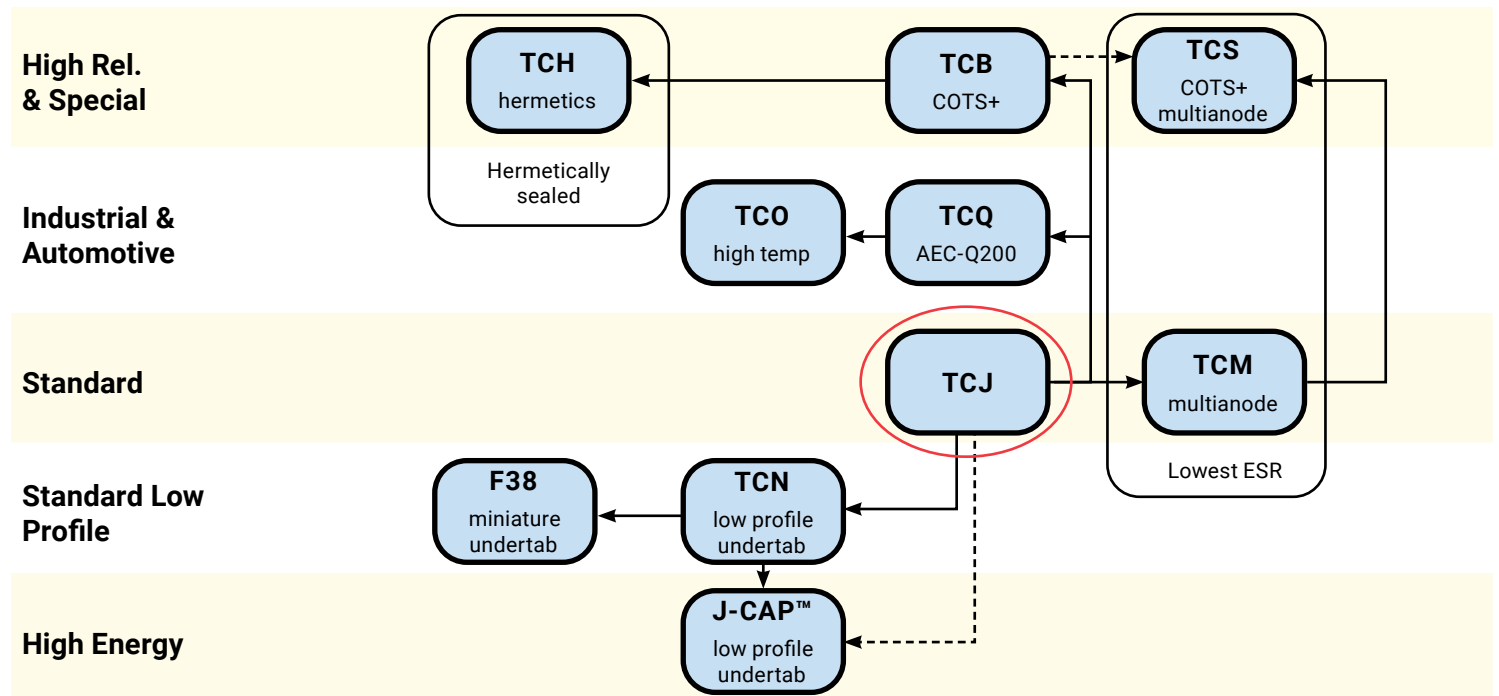 High Rel.
& Special
TCH
hermetics
Hermetically
sealed
TCB
COTS+
TCS
COTS+
multianode
Industrial &
Automotive
TCO
high temp
TCQ
AEC-Q200
Standard
TCJ
TCM
multianode
Lowest ESR
Standard Low
Profile
F38
miniature
undertab
TCN
low profile
undertab
High Energy
J-CAP™
low profile
undertab